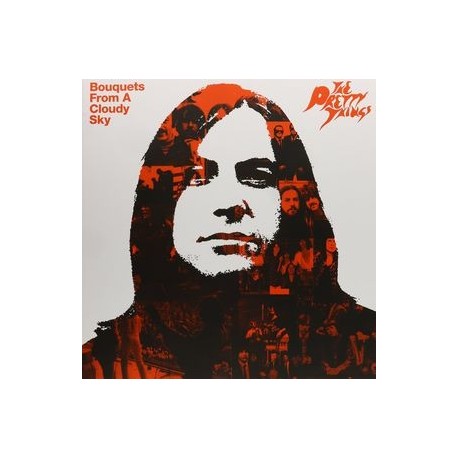 Bouquets
From A
Cloudy
Sky
THE
PRETTY
THINGS